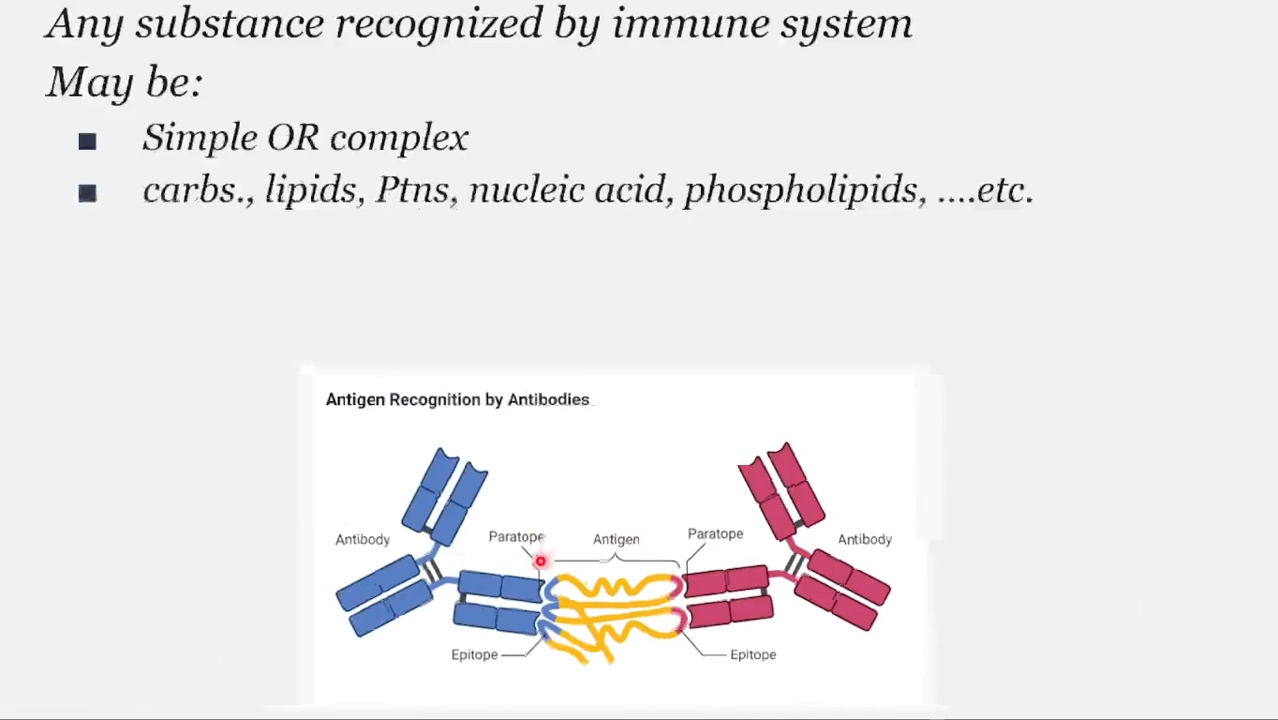 Any substance recognized by immune system
May be:
Simple OR complex
carbs., lipids, Ptns, nucleic acid, phospholipids, ....etc.
Antigen Recognition by Antibodies
Antibody
Paratope
Antigen
Paratope
Antibody
Epitope
Epitope